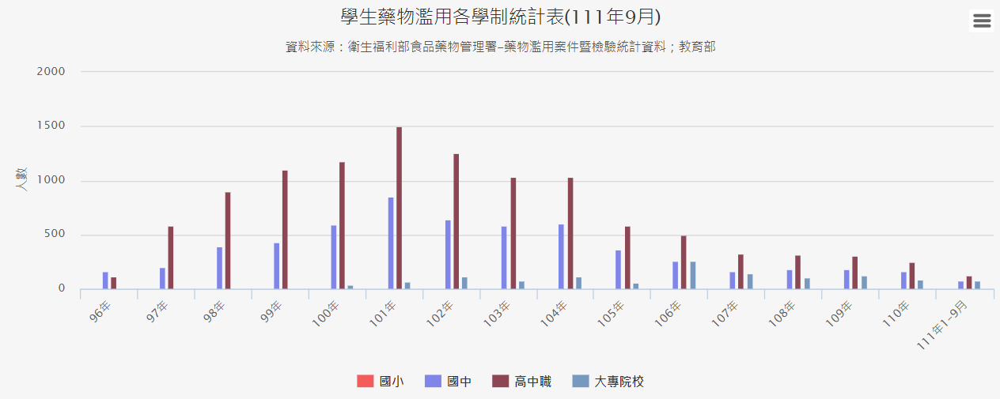 學生藥物濫用各學制統計表(111年9月)
資料來源：衛生福利部食品藥物管理署–藥物濫用案件暨檢驗統計資料；教育部
人數
2000
1500
1000
500
0
96年
97年
98年
99年
100年
101年
102年
103年
104年
105年
106年
107年
108年
109年
110年
111年1–9月
國小 國中 高中職 大專院校